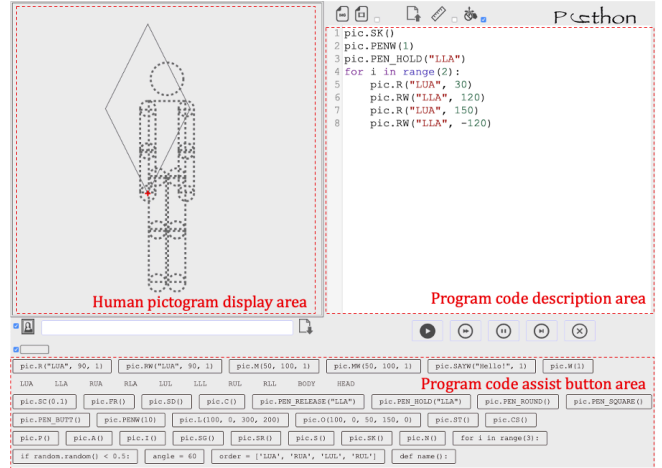 Picthon
1 pic.SK()
2 pic.PENW(1)
3 pic.PEN_HOLD("LLA")
4 for i in range(2):
5 pic.R("LUA", 30)
6 pic.RW("LLA", 120)
7 pic.R("LUA", 150)
8 pic.RW("LLA", -120)
Human pictogram display area
Program code description area
pic.R("LUA", 90, 1) pic.RW("LUA", 90, 1) pic.M(50, 100, 1) pic.MW(50, 100, 1) pic.SAYW("Hello!", 1) pic.W(1)
LUA LLA RUA RLA LUL LLL RUL RLL BODY HEAD
Program code assist button area
pic.SC(0.1) pic.FR() pic.SD() pic.C() pic.PEN_RELEASE("LLA") pic.PEN_HOLD("LLA") pic.PEN_ROUND() pic.PEN_SQUARE()
pic.PEN_BUTT() pic.PENW(10) pic.L(100, 0, 300, 200) pic.O(100, 0, 50, 150, 0) pic.ST() pic.CS()
pic.P() pic.A() pic.I() pic.SG() pic.SR() pic.S() pic.SK() pic.N() for i in range(3):
if random.random() < 0.5: angle = 60 order = ['LUA', 'RUA', 'LUL', 'RUL'] def name():